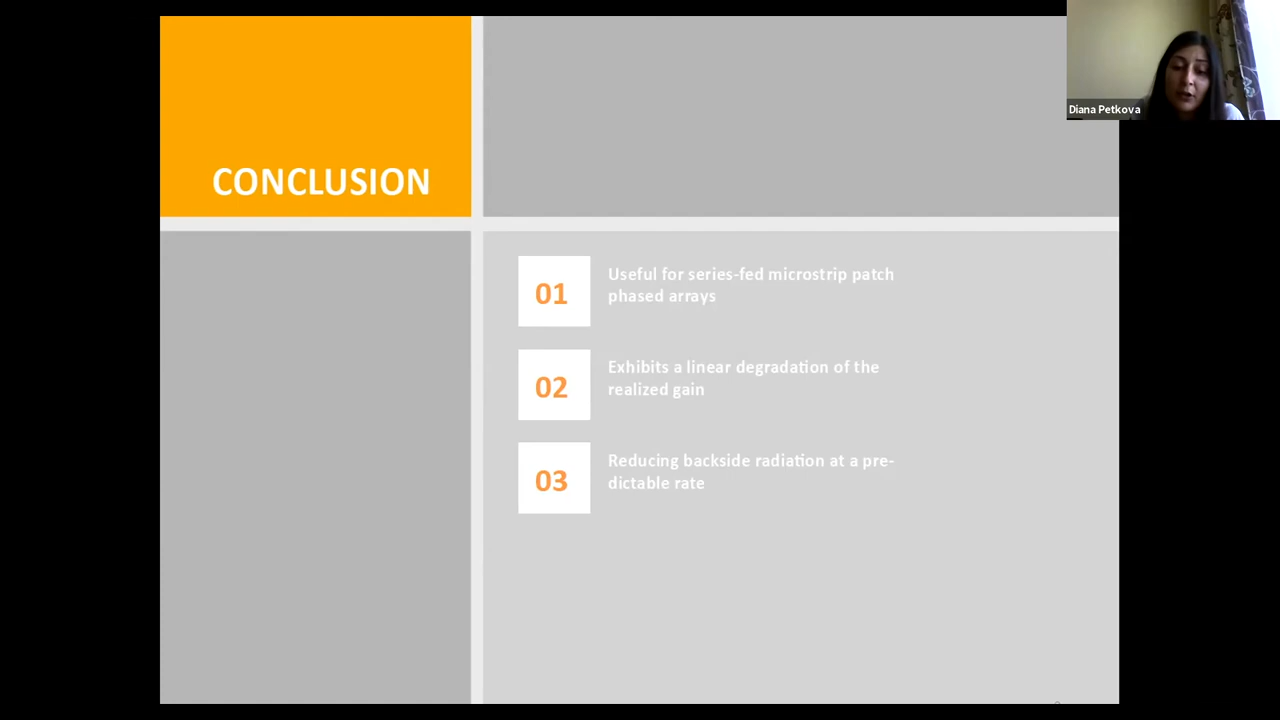 Diana Petkova
CONCLUSION
01
Useful for series-fed microstrip patch
phased arrays
02
Exhibits a linear degradation of the
realized gain
03
Reducing backside radiation at a pre-
dictable rate